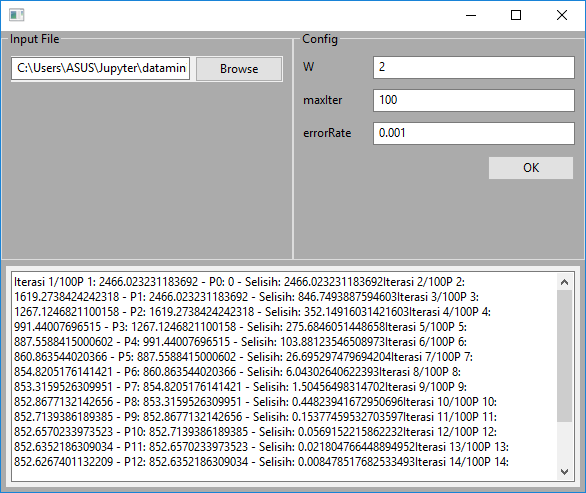 Input File
C:\Users\ASUS\Jupyter\datamin
Browse
Config
W
2
maxIter
100
errorRate
0.001
OK
Iterasi 1/100P 1: 2466.023231183692 - P0: 0 - Selisih: 2466.023231183692Iterasi 2/100P 2:
1619.2738424242318 - P1: 2466.023231183692 - Selisih: 846.7493887594603Iterasi 3/100P 3:
1267.1246821100158 - P2: 1619.2738424242318 - Selisih: 352.14916031421603Iterasi 4/100P 4:
991.44007696515 - P3: 1267.1246821100158 - Selisih: 275.6846051448658Iterasi 5/100P 5:
887.5588415000602 - P4: 991.44007696515 - Selisih: 103.88123546508973Iterasi 6/100P 6:
860.863544020366 - P5: 887.5588415000602 - Selisih: 26.695297479694204Iterasi 7/100P 7:
854.8205176141421 - P6: 860.863544020366 - Selisih: 6.04302640622393Iterasi 8/100P 8:
853.3159526309951 - P7: 854.8205176141421 - Selisih: 1.50456498314702Iterasi 9/100P 9:
852.8677132142656 - P8: 853.3159526309951 - Selisih: 0.44823941672950696Iterasi 10/100P 10:
852.7139386189385 - P9: 852.8677132142656 - Selisih: 0.15377459532703597Iterasi 11/100P 11:
852.6570233973523 - P10: 852.7139386189385 - Selisih: 0.0569152215862232Iterasi 12/100P 12:
852.6352186309034 - P11: 852.6570233973523 - Selisih: 0.021804766448894952Iterasi 13/100P 13:
852.6267401132209 - P12: 852.6352186309034 - Selisih: 0.008478517682533493Iterasi 14/100P 14: